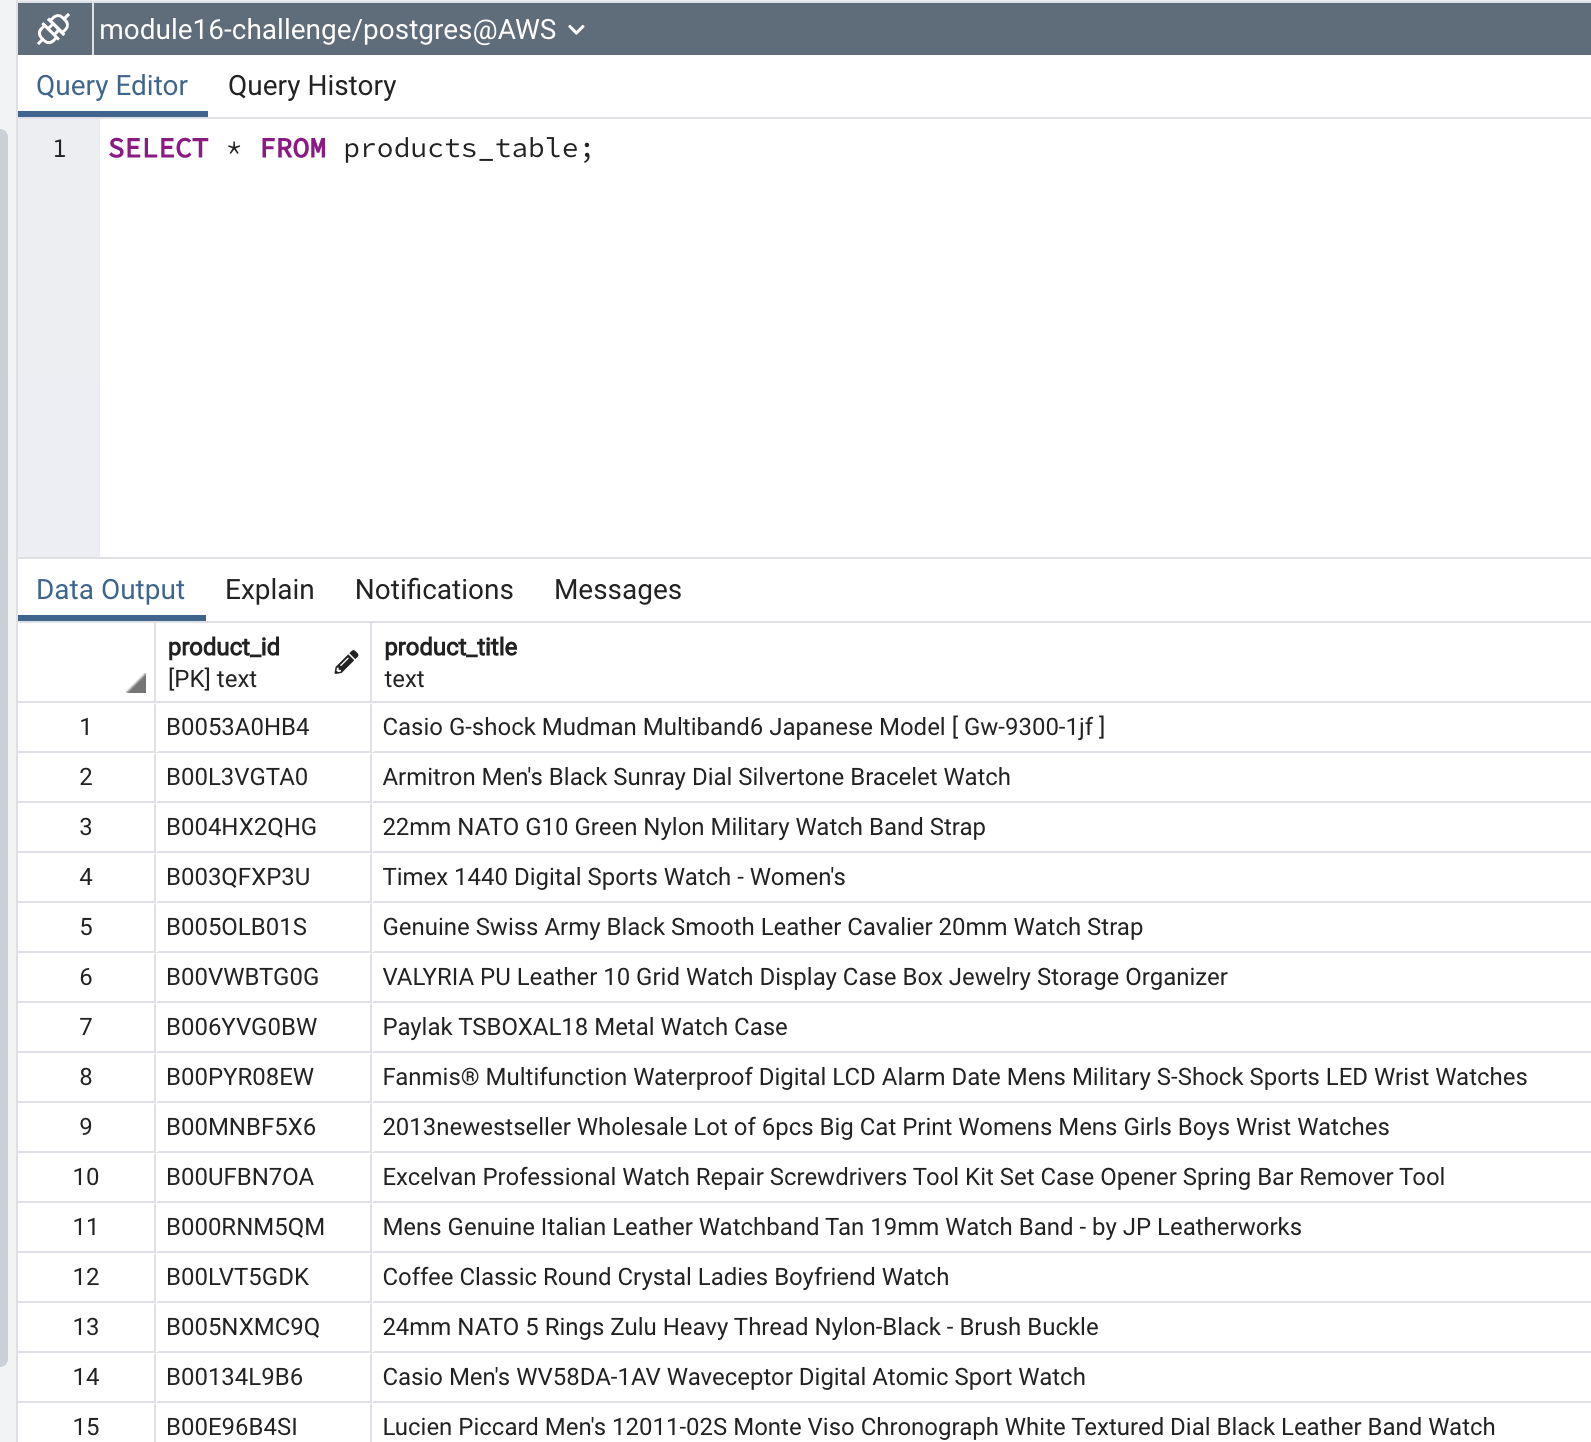 module16-challenge/postgres@AWS
Query Editor Query History
1 SELECT * FROM products_table;
Data Output Explain Notifications Messages
product_id product_title
[PK] text text
1 B0053A0HB4 Casio G-shock Mudman Multiband6 Japanese Model [ Gw-9300-1jf ]
2 B00L3VGTA0 Armitron Men's Black Sunray Dial Silvertone Bracelet Watch
3 B004HX2QHG 22mm NATO G10 Green Nylon Military Watch Band Strap
4 B003QFXP3U Timex 1440 Digital Sports Watch - Women's
5 B005OLB01S Genuine Swiss Army Black Smooth Leather Cavalier 20mm Watch Strap
6 B00VWBTG0G VALYRIA PU Leather 10 Grid Watch Display Case Box Jewelry Storage Organizer
7 B006YVG0BW Paylak TSBOXAL18 Metal Watch Case
8 B00PYR08EW Fanmis® Multifunction Waterproof Digital LCD Alarm Date Mens Military S-Shock Sports LED Wrist Watches
9 B00MNBF5X6 2013newestseller Wholesale Lot of 6pcs Big Cat Print Womens Mens Girls Boys Wrist Watches
10 B00UFBN7OA Excelvan Professional Watch Repair Screwdrivers Tool Kit Set Case Opener Spring Bar Remover Tool
11 B000RNM5QM Mens Genuine Italian Leather Watchband Tan 19mm Watch Band - by JP Leatherworks
12 B00LVT5GDK Coffee Classic Round Crystal Ladies Boyfriend Watch
13 B005NXMC9Q 24mm NATO 5 Rings Zulu Heavy Thread Nylon-Black - Brush Buckle
14 B00134L9B6 Casio Men's WV58DA-1AV Waveceptor Digital Atomic Sport Watch
15 B00E96B4SI Lucien Piccard Men's 12011-02S Monte Viso Chronograph White Textured Dial Black Leather Band Watch